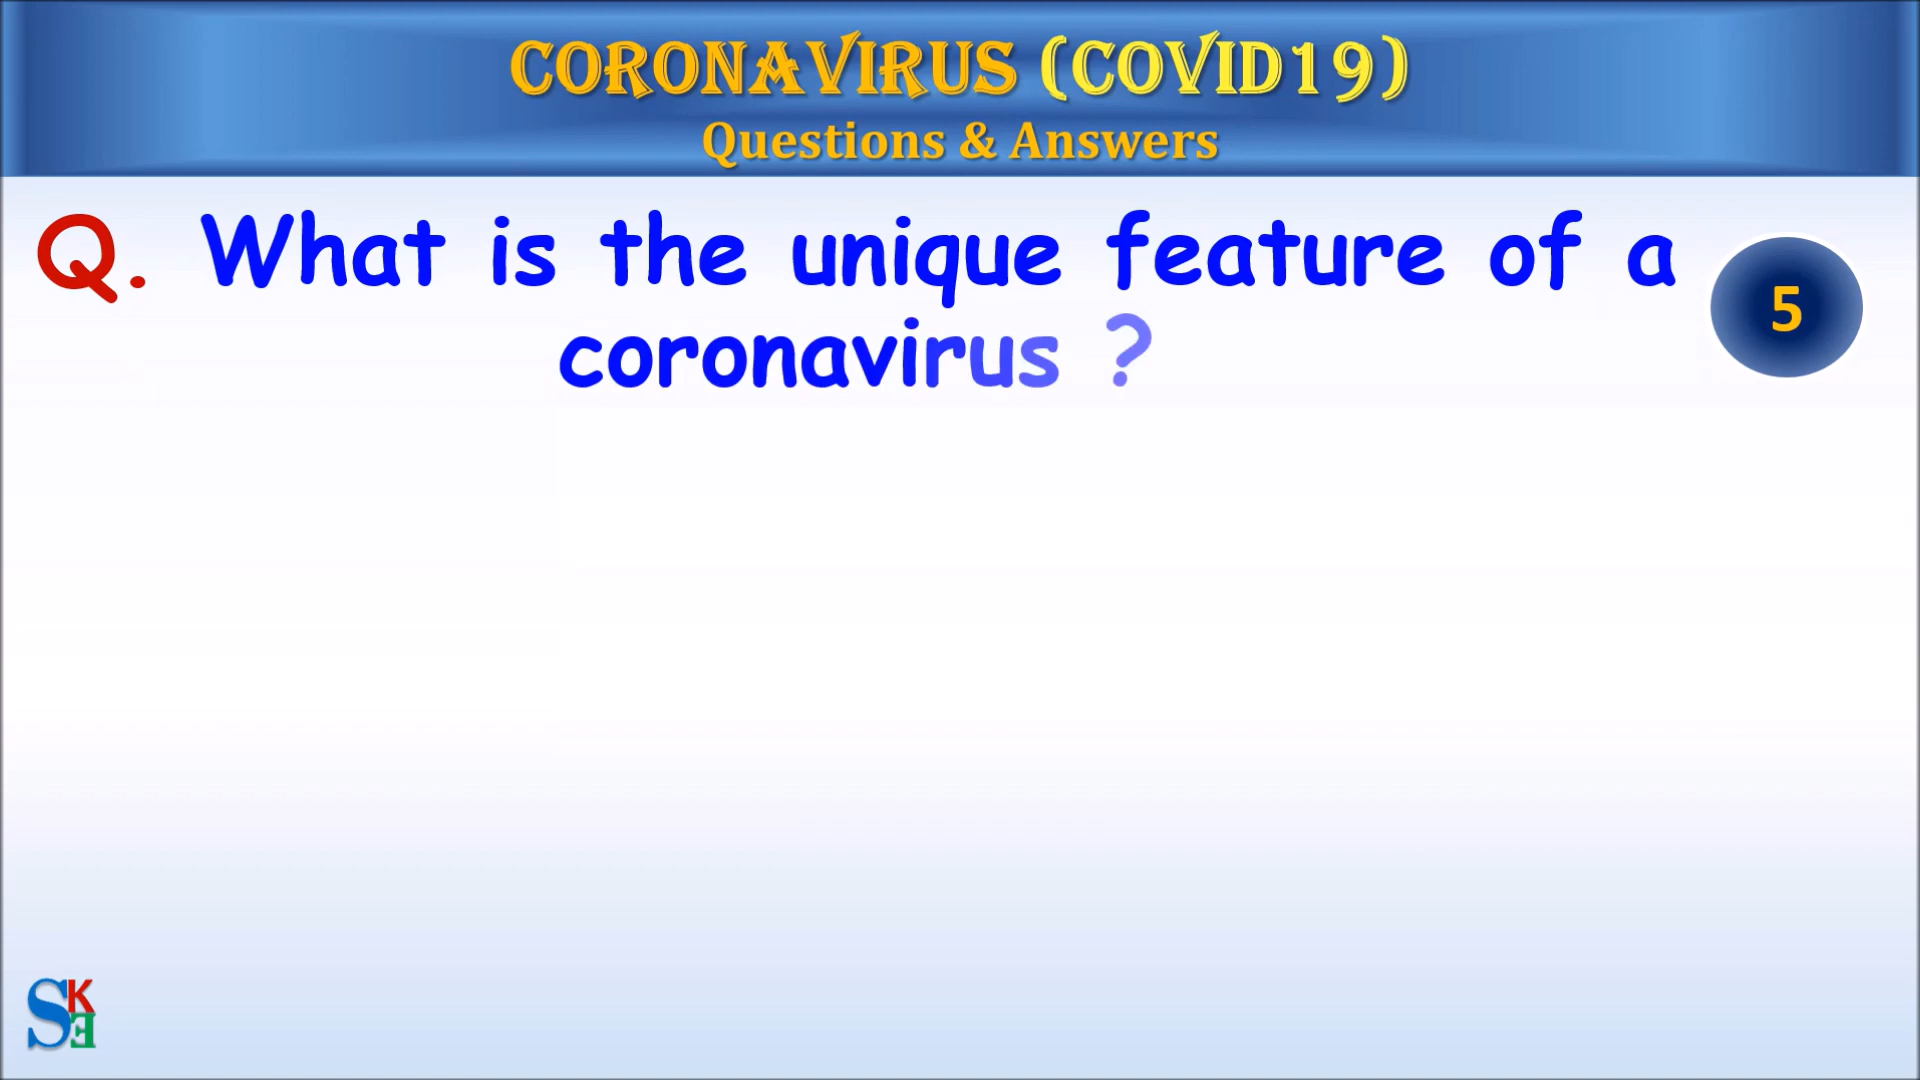 CORONAVIRUS (COVID19)
Questions & Answers
Q. What is the unique feature of a
coronavirus ?
5
SKE